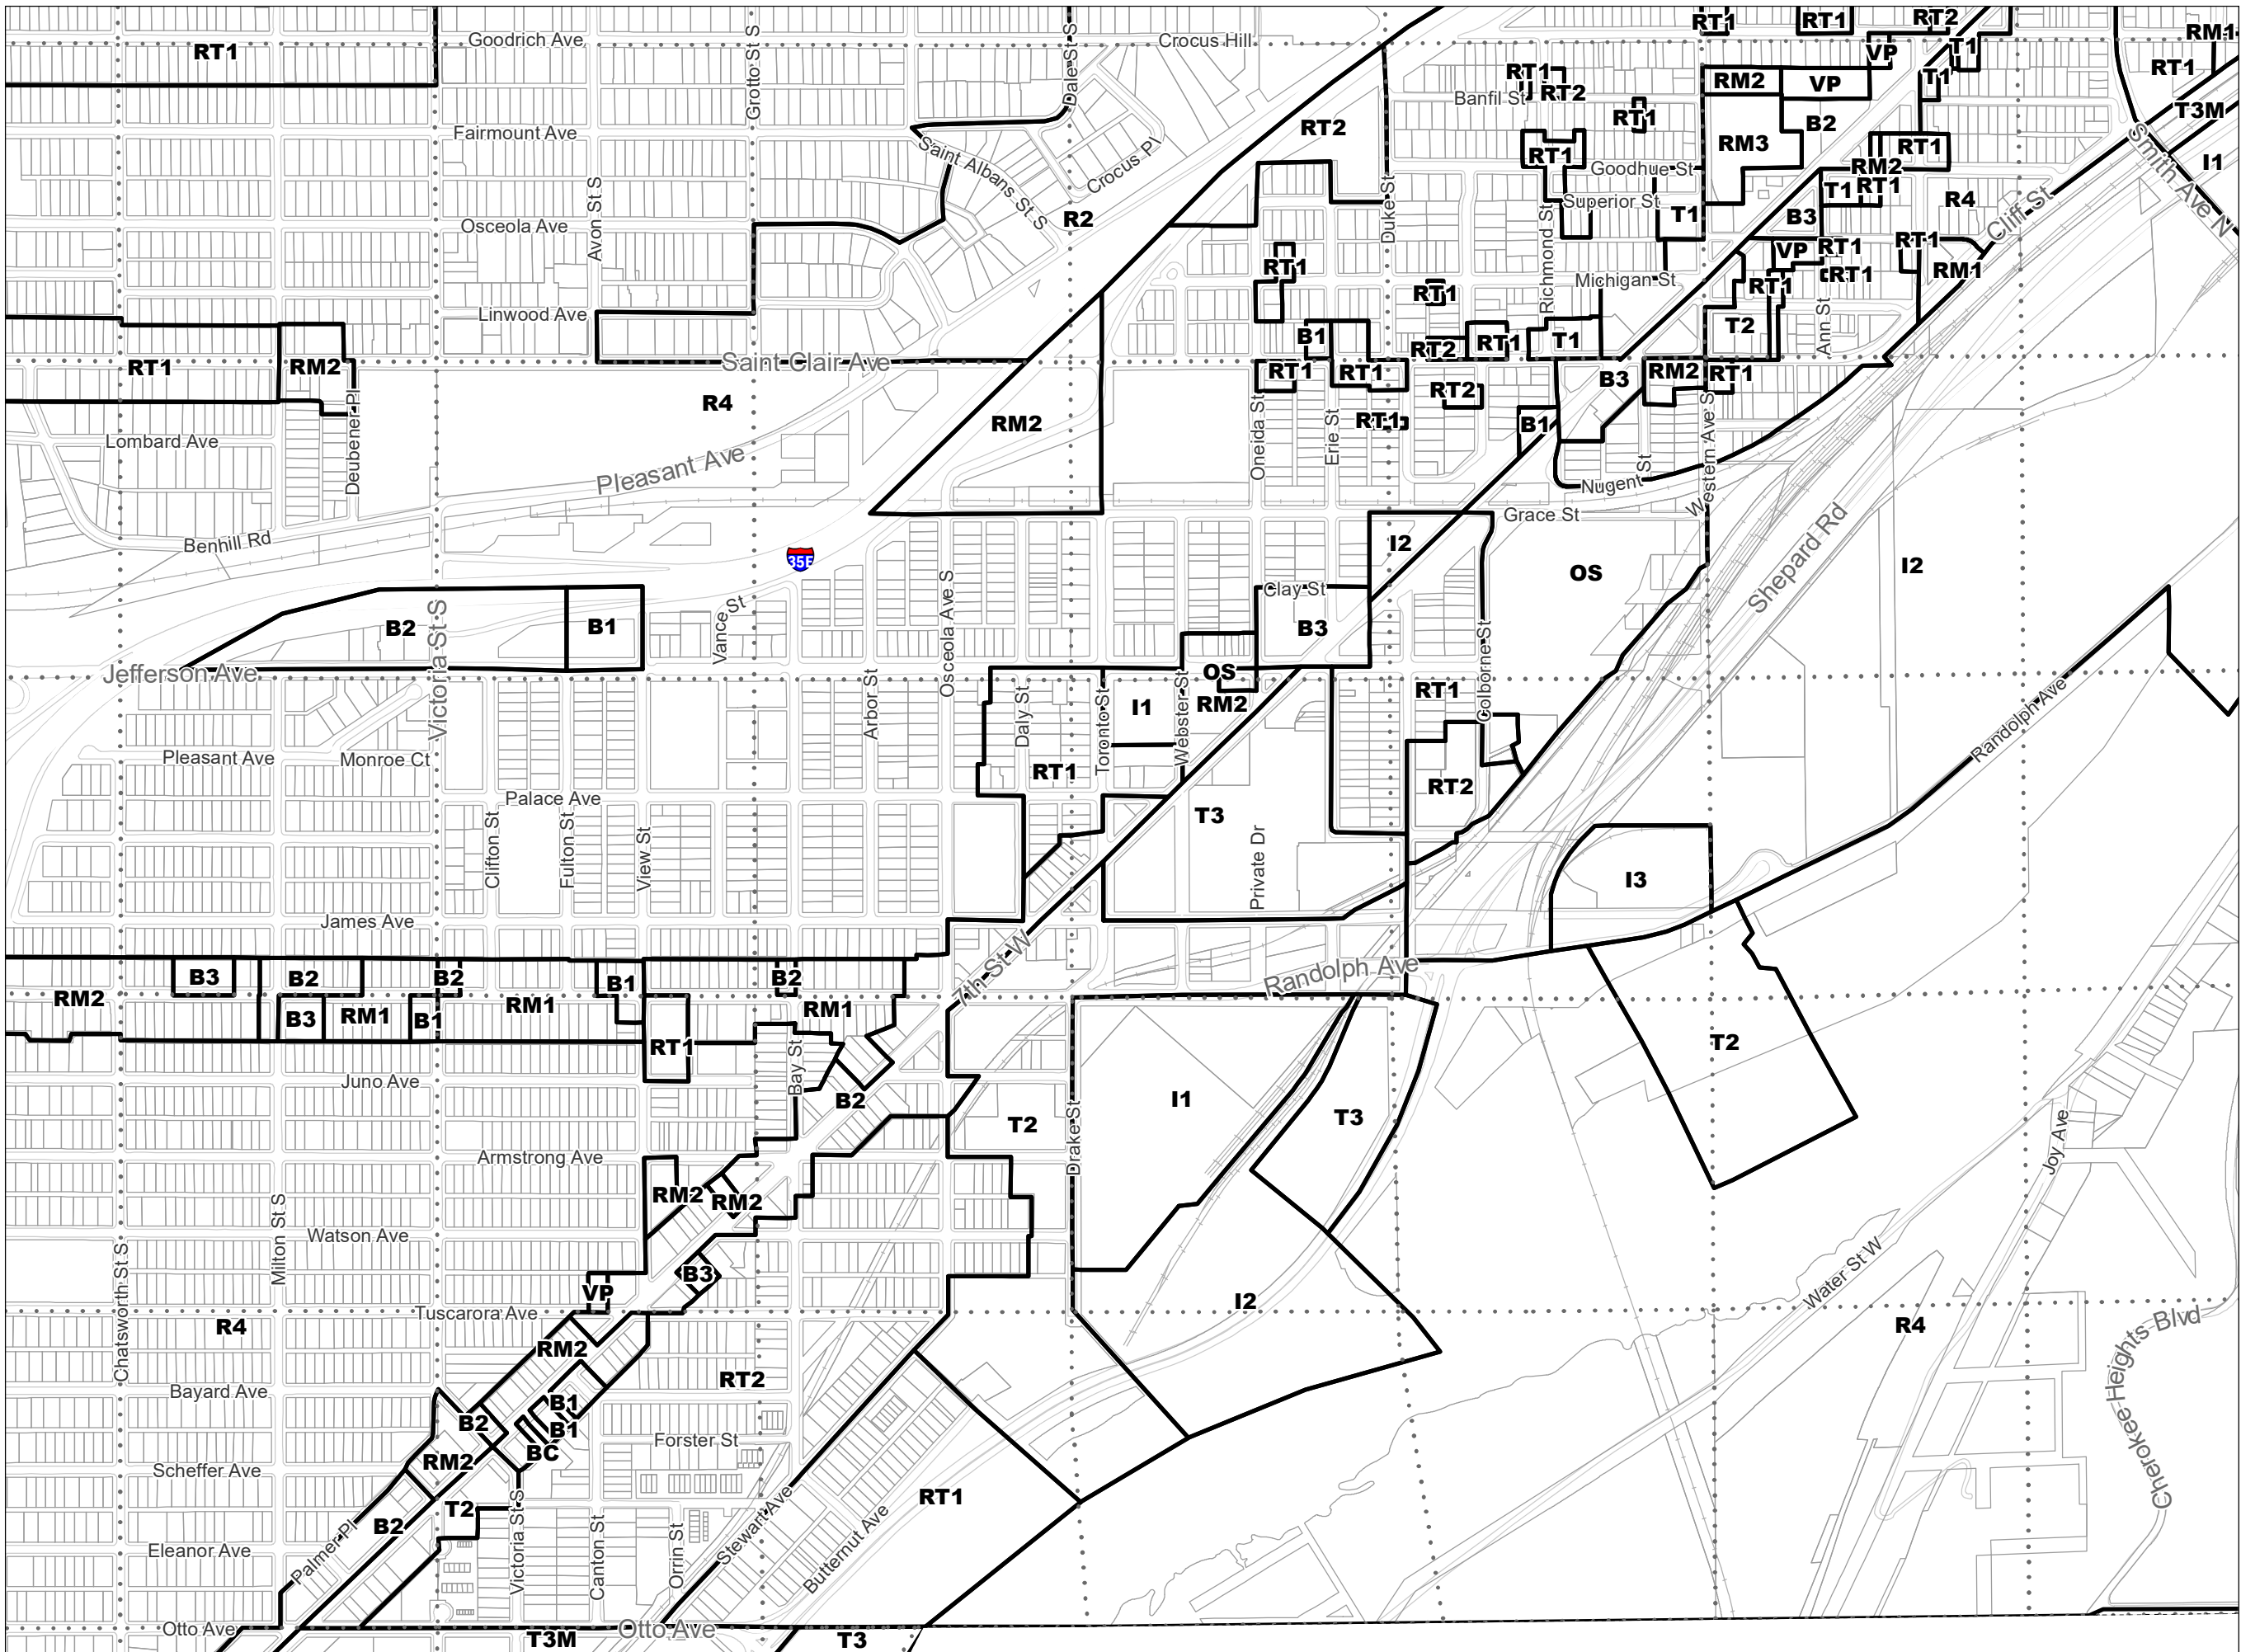 RT1
Goodrich Ave
Grotto St S
Dale St S
Crocus Hill
RT1
RT1
RT2
RM1
VP
T1
RT1
RT1
RT2
Banfil St
RM2
VP
T1
T3M
Fairmount Ave
RT2
RT1
B2
Saint Albans St S
Crocus Pl
RT1
RM3
RT1
Smith Ave N
I1
Goodhue St
RM2
Avon St S
R2
Duke St
Richmond St
Superior St
T1
T1
RT1
R4
Cliff St
B3
Osceola Ave
RT1
VP
RT1
RT1
RM1
Michigan St
RT1
RT1
RT1
Linwood Ave
T2
Ann St
B1
RT2
RT1
T1
RT1
RM2
Saint Clair Ave
RT1
RT1
B3
RM2
RT1
RT2
R4
RM2
Oneida St
Erie St
RT1
B1
Western Ave S
Lombard Ave
Deubener Pl
Pleasant Ave
Nugent St
Benhill Rd
Grace St
35E
I2
OS
Shepard Rd
I2
Clay St
B2
Victoria St S
B1
Vance St
Osceola Ave S
B3
Colborne St
Jefferson Ave
OS
RT1
Arbor St
Daly St
Toronto St
I1
Webster St
RM2
Randolph Ave
Pleasant Ave
Monroe Ct
RT1
RT2
Palace Ave
T3
Clifton St
Fulton St
View St
Private Dr
I3
James Ave
7th St W
Randolph Ave
RM2
B3
B2
B2
B1
B2
RM1
RM1
B3
RM1
B1
RT1
Bay St
T2
Juno Ave
B2
I1
T3
T2
Drake St
Joy Ave
Armstrong Ave
RM2
RM2
Milton St S
Watson Ave
Chatsworth St S
B3
VP
Water St W
I2
Tuscarora Ave
R4
R4
Cherokee Heights Blvd
RM2
RT2
Bayard Ave
B1
B2
B1
BC
Forster St
RM2
Scheffer Ave
T2
RT1
B2
Victoria St S
Canton St
Orrin St
Stewart Ave
Butternut Ave
Eleanor Ave
Palmer Pl
Otto Ave
T3M
Otto Ave
T3